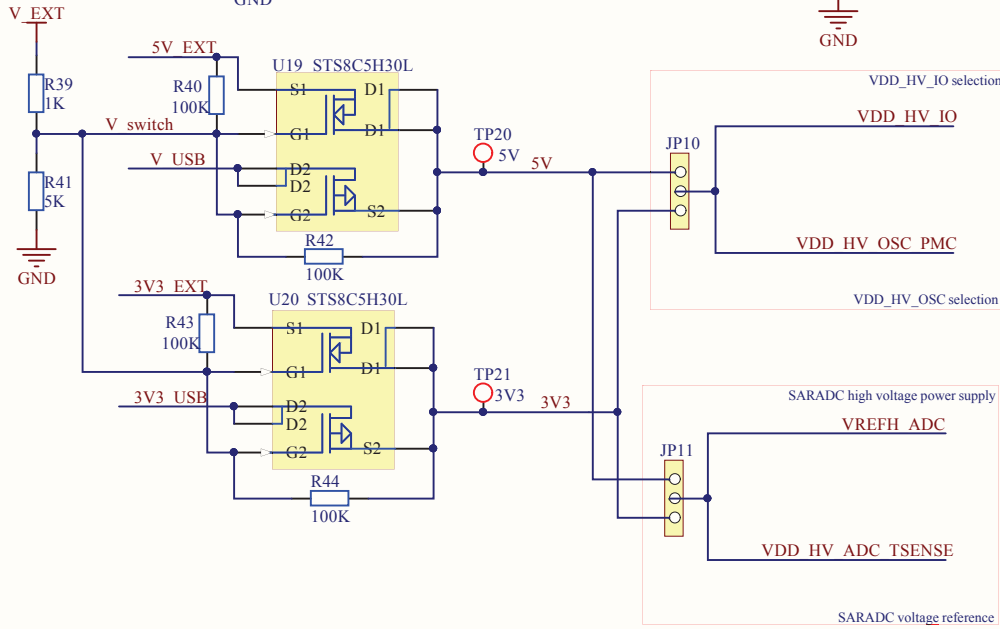 GND
V_EXT
GND
5V_EXT
U19 STS8C5H30L
VDD_HV_IO selection
R39
1K
R40
100K
S1
D1
VDD_HV_IO
V_switch
G1
D1
TP20
5V
JP10
V_USB
D2
D2
5V
R41
5K
G2
S2
R42
100K
VDD_HV_OSC_PMC
GND
3V3_EXT
U20 STS8C5H30L
VDD_HV_OSC selection
R43
100K
S1
D1
G1
D1
TP21
3V3
SARADC high voltage power supply
3V3_USB
D2
D2
3V3
VREFH_ADC
G2
S2
JP11
R44
100K
VDD_HV_ADC_TSENSE
SARADC voltage reference